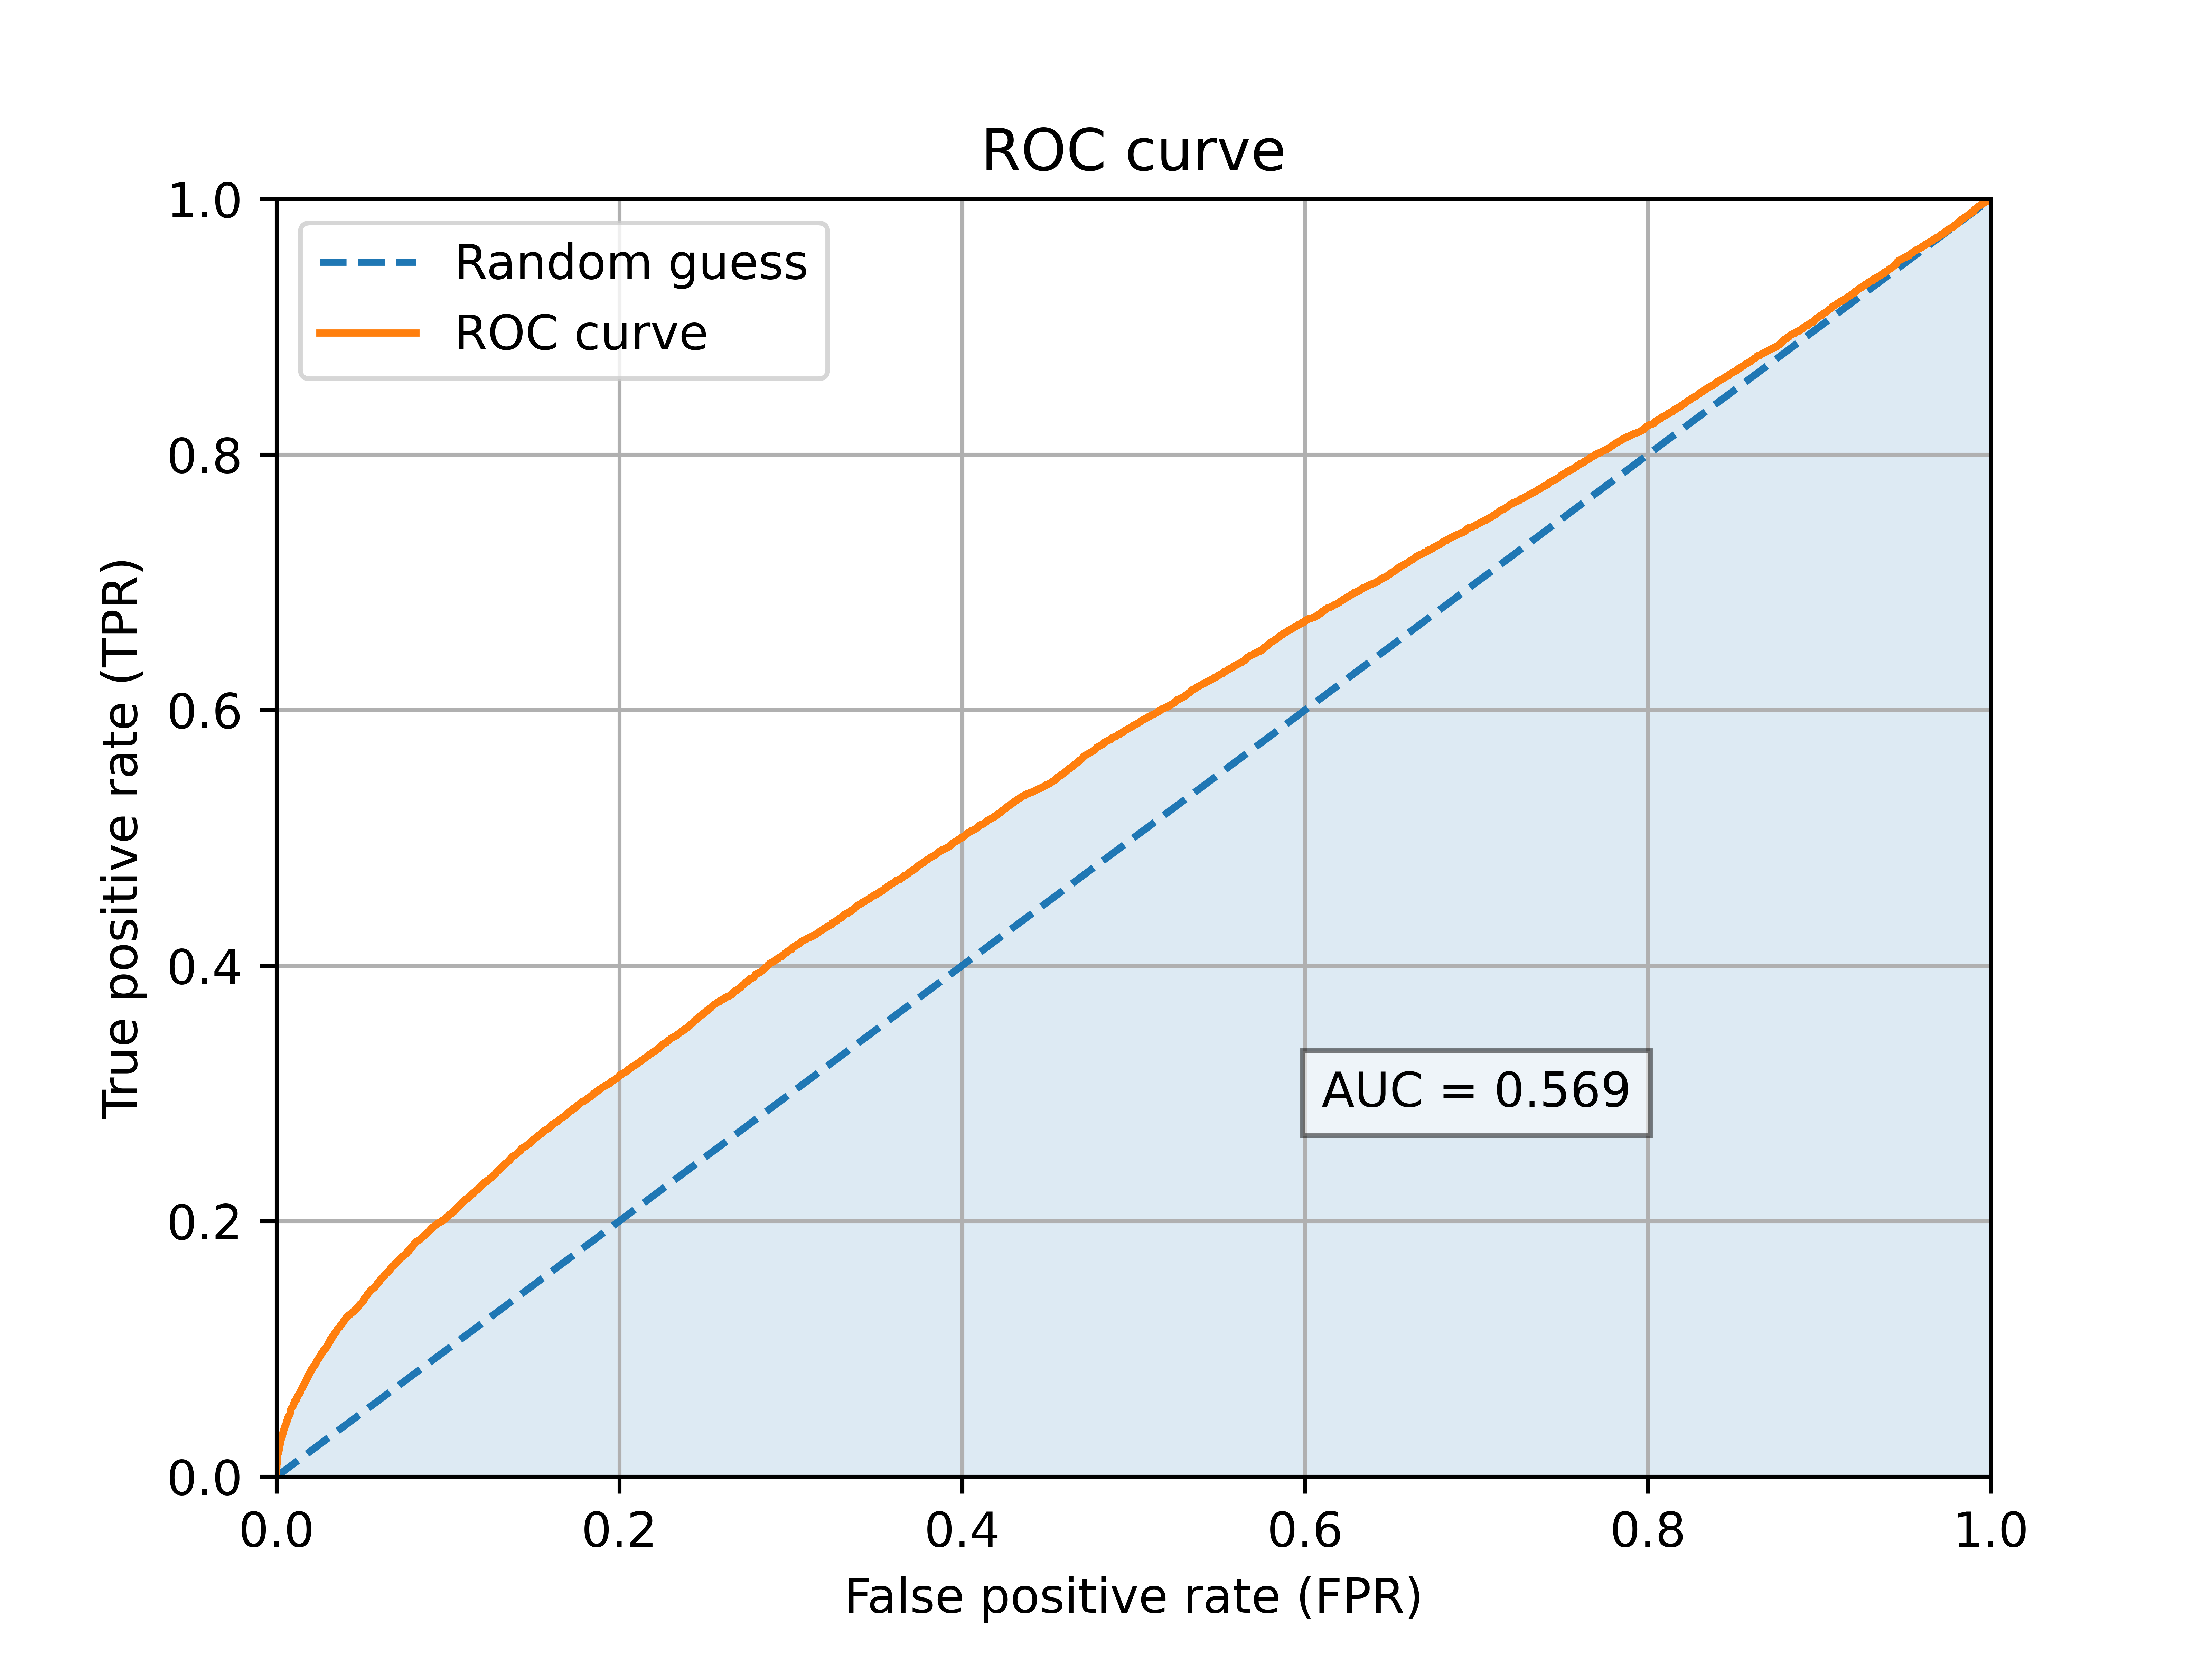 ROC curve
1.0
0.8
0.6
0.4
0.2
0.0
True positive rate (TPR)
Random guess
ROC curve
AUC = 0.569
0.0 0.2 0.4 0.6 0.8 1.0
False positive rate (FPR)